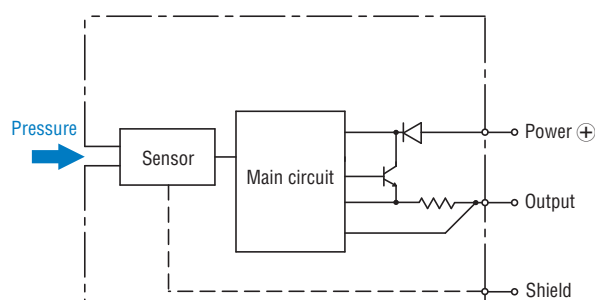 Pressure
Sensor
Main circuit
Power ⊕
Output
Shield